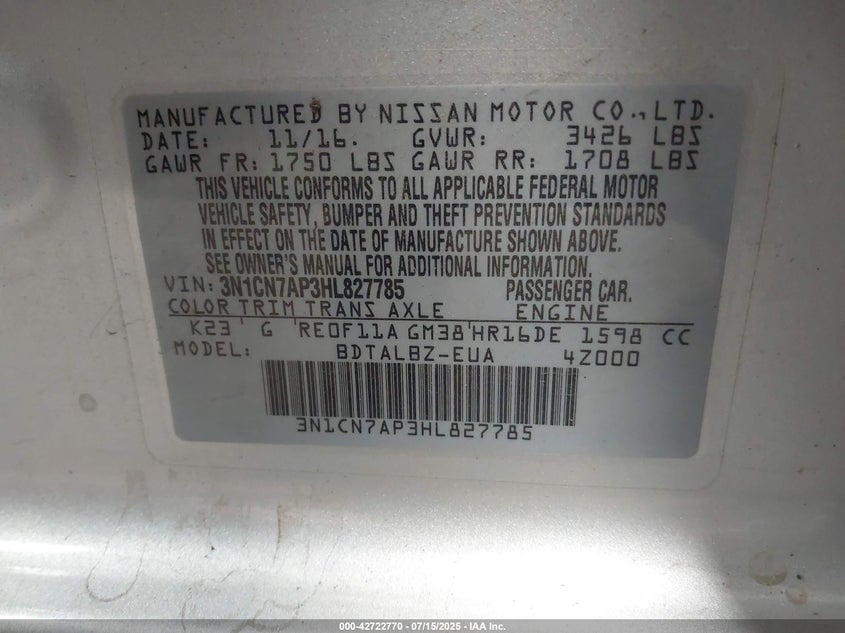 MANUFACTURED BY NISSAN MOTOR CO., LTD.
DATE: 11/16. GVWR: 3426 LBS
GAWR FR: 1750 LBS GAWR RR: 1708 LBS
THIS VEHICLE CONFORMS TO ALL APPLICABLE FEDERAL MOTOR
VEHICLE SAFETY, BUMPER AND THEFT PREVENTION STANDARDS
IN EFFECT ON THE DATE OF MANUFACTURE SHOWN ABOVE.
SEE OWNER'S MANUAL FOR ADDITIONAL INFORMATION.
VIN: 3N1CN7AP3HL827785 PASSENGER CAR.
COLOR TRIM TRANS AXLE ENGINE
K23 G RE0F11A GM38 HR16DE 1598 CC
MODEL: BDTALBZ-EUA 4Z000
3N1CN7AP3HL827785
000-42722770 - 07/15/2025 - IAA Inc.